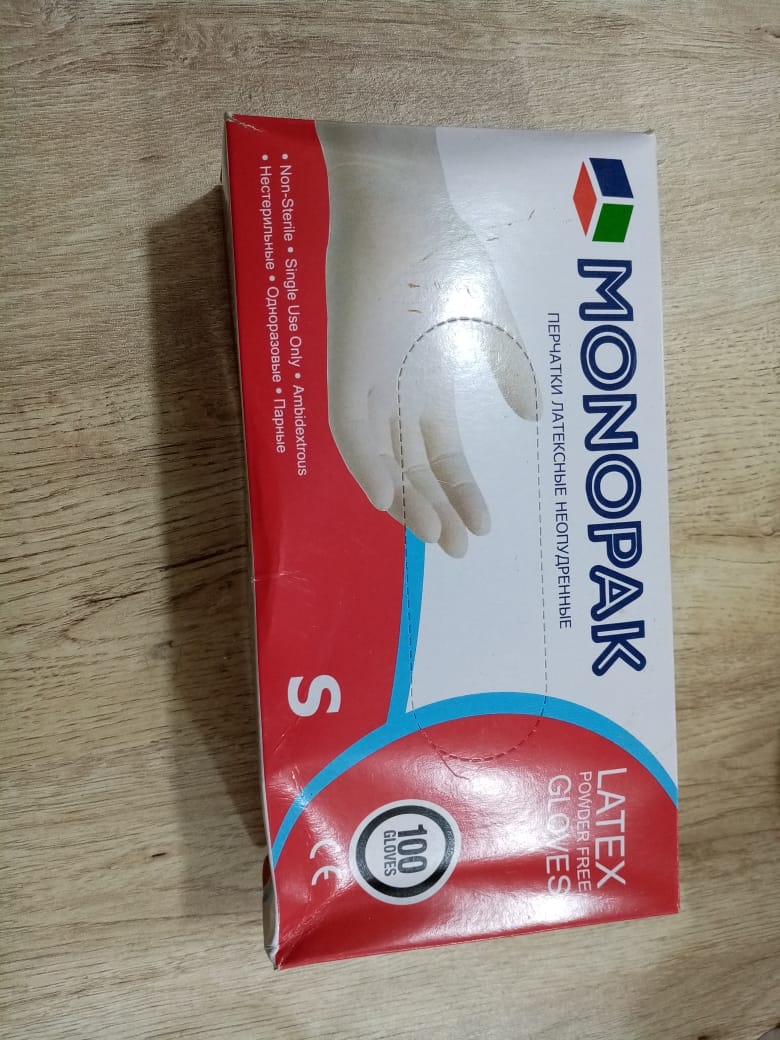 MONOPAK
ПЕРЧАТКИ ЛАТЕКСНЫЕ НЕОПУДРЕННЫЕ
LATEX
POWDER FREE
GLOVES
• Non-Sterile • Single Use Only • Ambidextrous
• Нестерильные • Одноразовые • Парные
S
100
GLOVES
CE